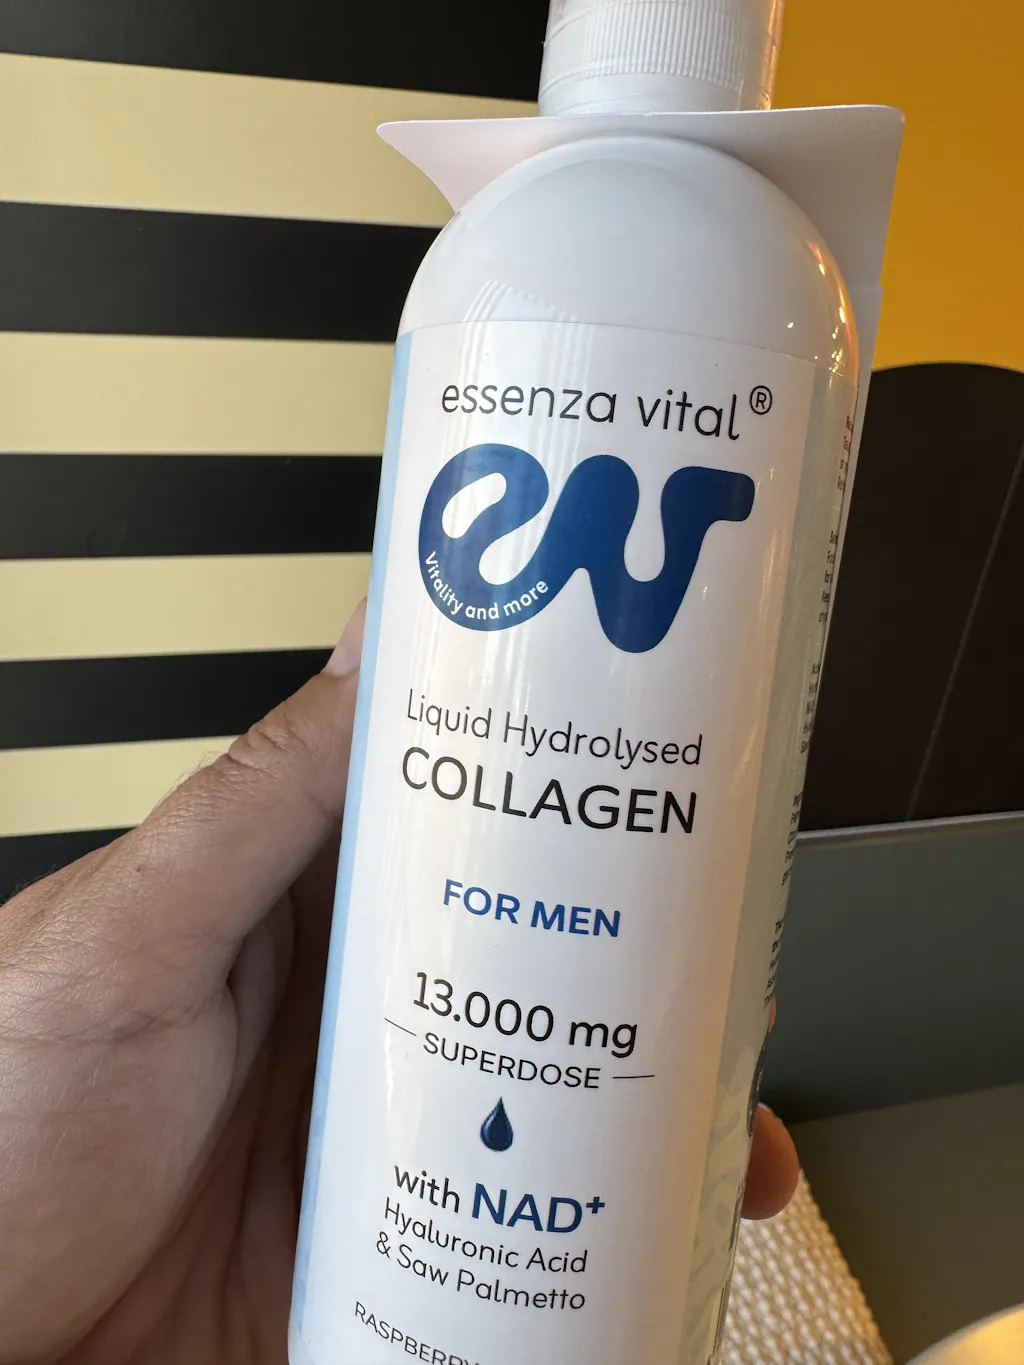 essenza vital®
Vitality and more
Liquid Hydrolysed
COLLAGEN
FOR MEN
13.000 mg
SUPERDOSE
with NAD+
Hyaluronic Acid
& Saw Palmetto
RASPBERRY